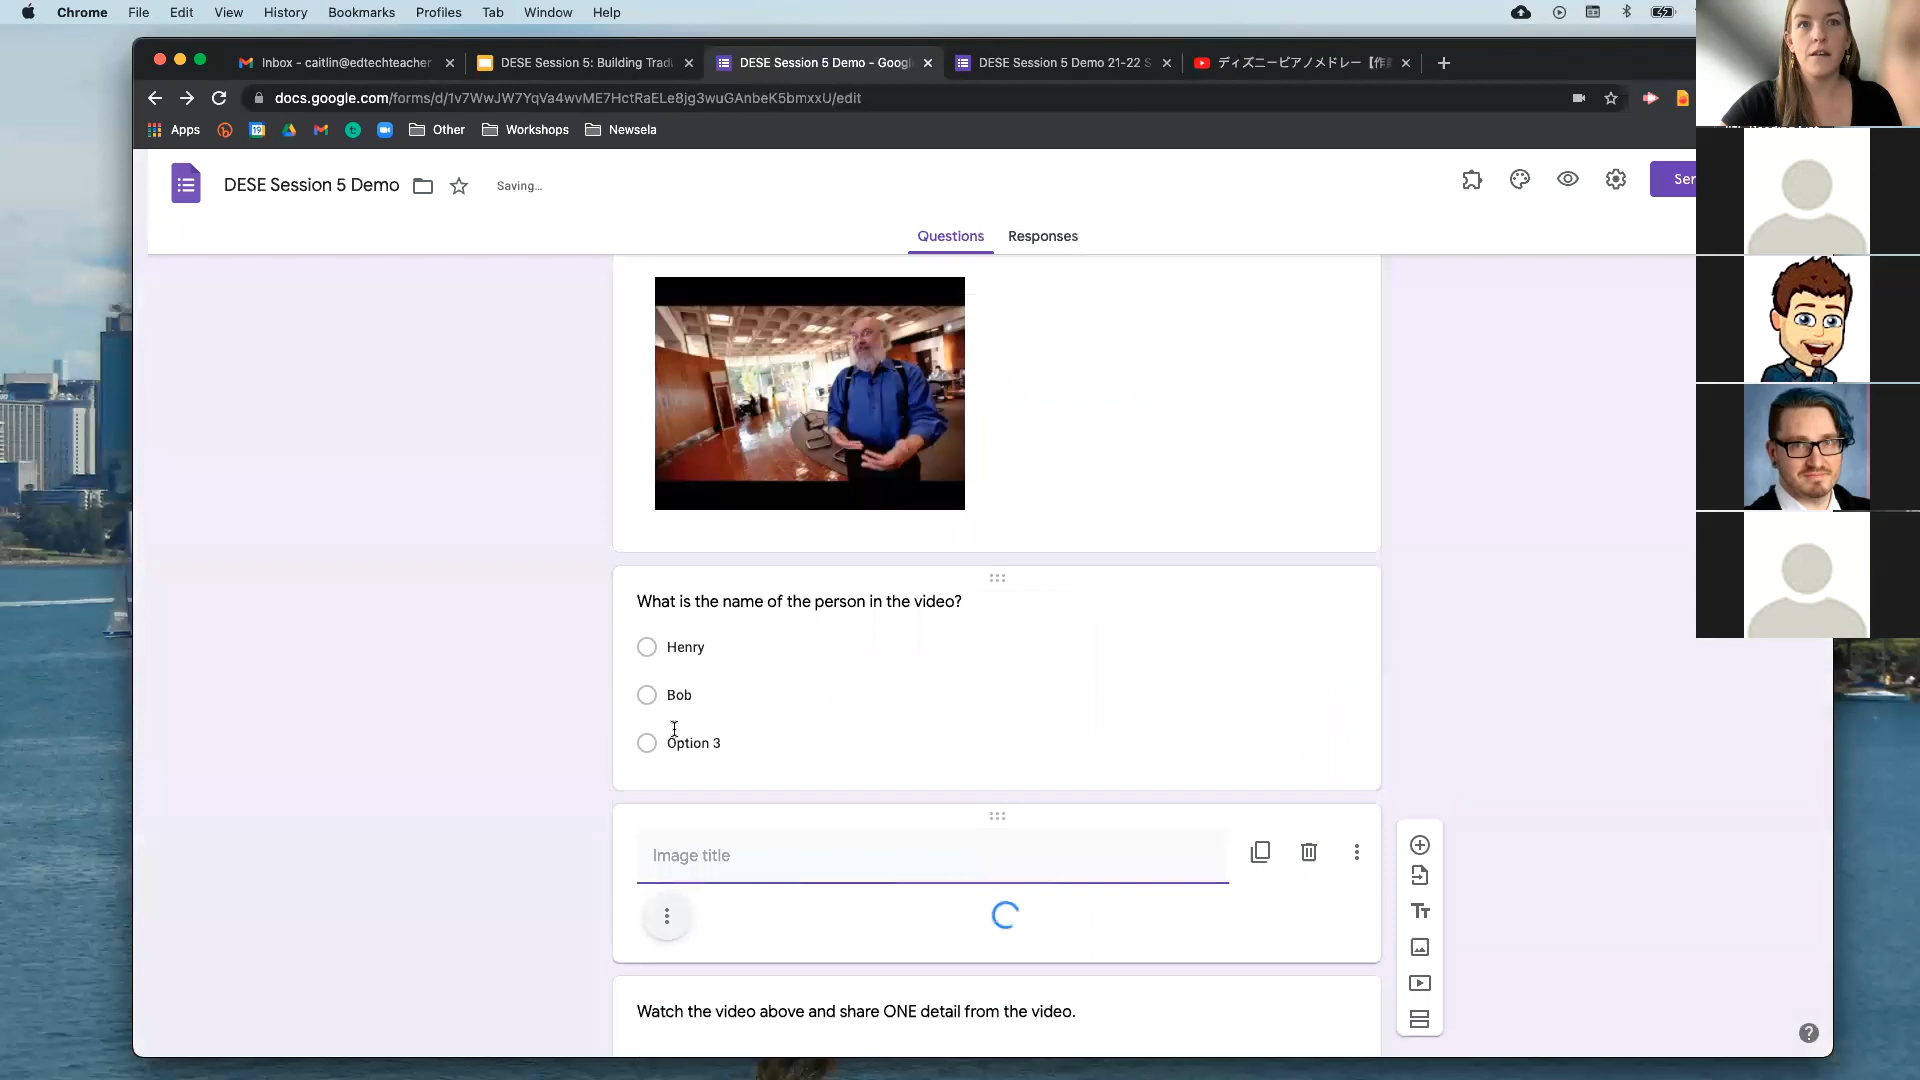 Chrome File Edit View History Bookmarks Profiles Tab Window Help
Inbox - caitlin@edtechteacher
DESE Session 5: Building Tradi
DESE Session 5 Demo - Googl
DESE Session 5 Demo 21-22 S
ディズニーピアノメドレー【作
docs.google.com/forms/d/1v7WwJW7YqVa4wvME7HctRaELe8jg3wuGAnbeK5bmxxU/edit
Apps
19
Other
Workshops
Newsela
DESE Session 5 Demo
Saving...
Ser
Questions
Responses
What is the name of the person in the video?
Henry
Bob
Option 3
Image title
Tт
Watch the video above and share ONE detail from the video.